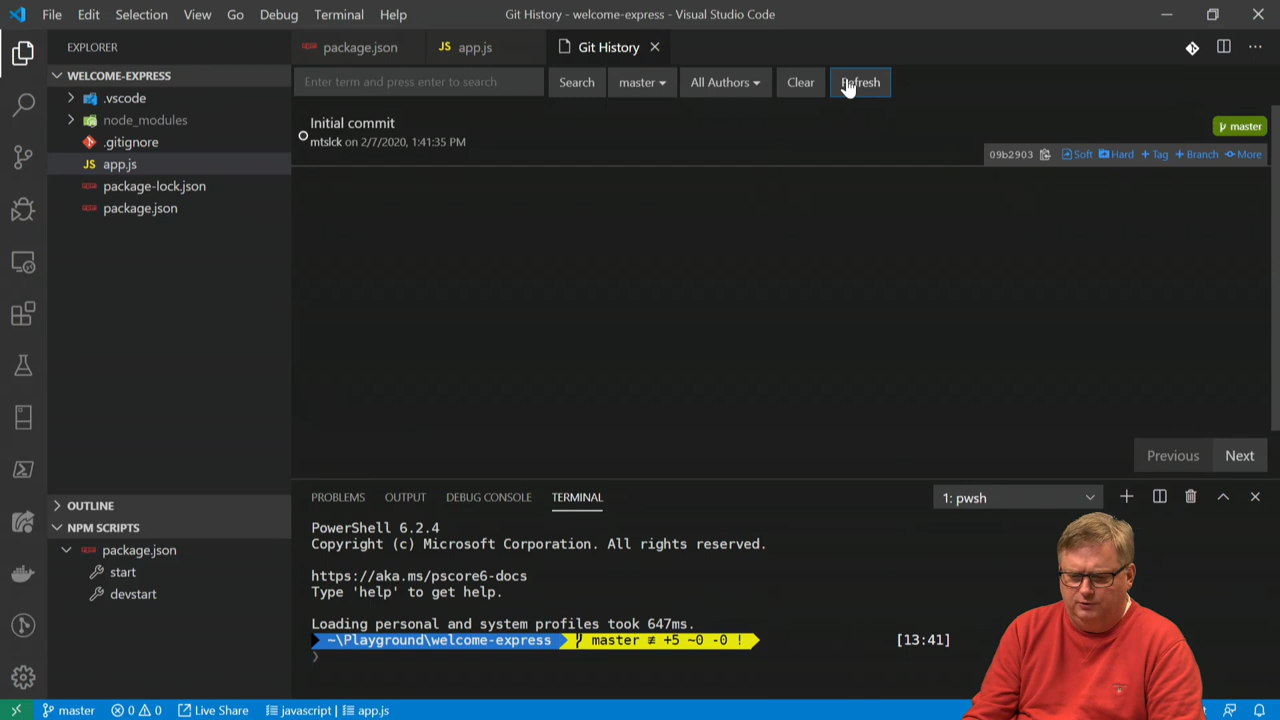 File Edit Selection View Go Debug Terminal Help
Git History - welcome-express - Visual Studio Code
EXPLORER
package.json
JS app.js
Git History
WELCOME-EXPRESS
.vscode
node_modules
.gitignore
JS app.js
package-lock.json
package.json
Enter term and press enter to search
Search
master
All Authors
Clear
Refresh
Initial commit
mtslck on 2/7/2020, 1:41:35 PM
master
09b2903 Soft Hard + Tag + Branch More
Previous Next
OUTLINE
NPM SCRIPTS
package.json
start
devstart
PROBLEMS OUTPUT DEBUG CONSOLE TERMINAL
1: pwsh
PowerShell 6.2.4
Copyright (c) Microsoft Corporation. All rights reserved.
https://aka.ms/pscore6-docs
Type 'help' to get help.
Loading personal and system profiles took 647ms.
~\Playground\welcome-express master ≢ +5 ~0 -0 ! [13:41]
❯
master 0 0 Live Share javascript | app.js